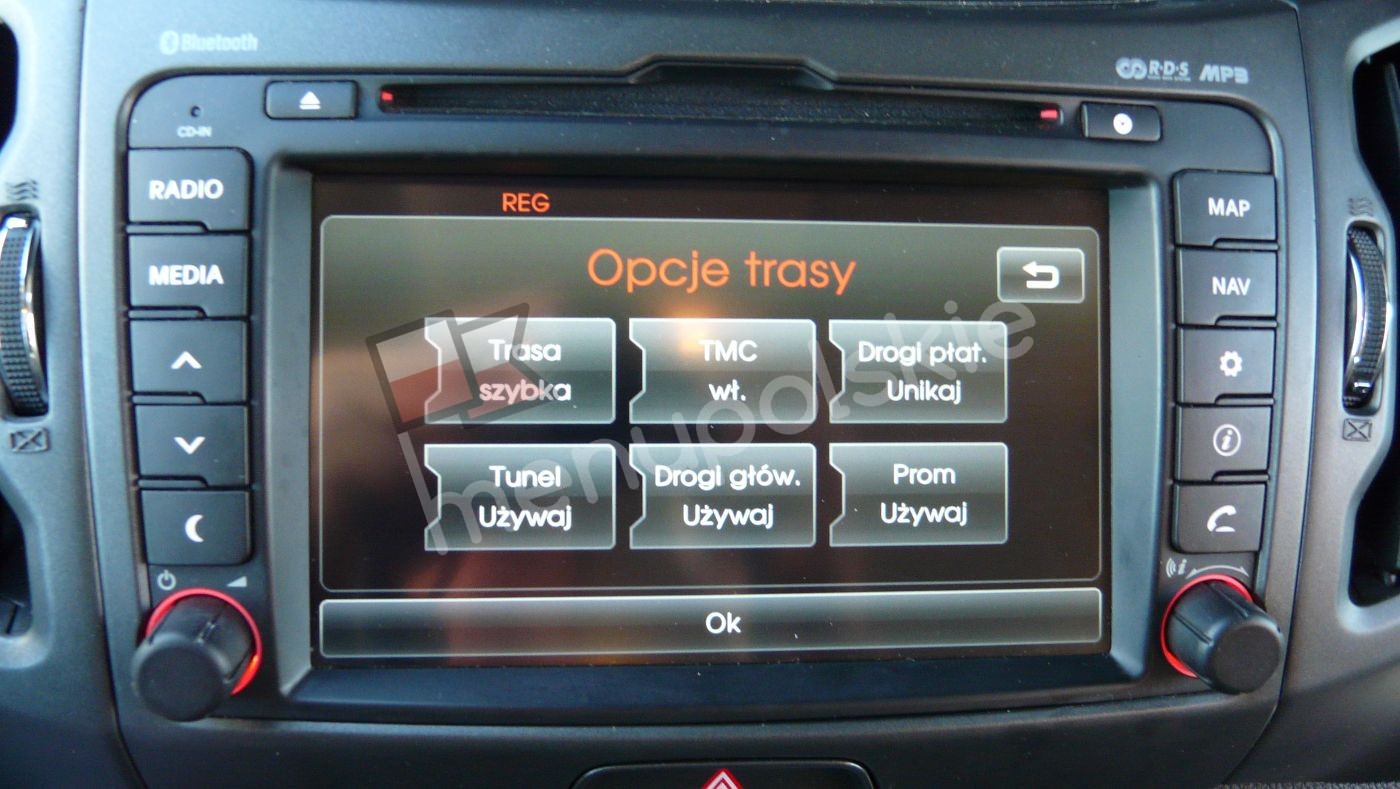 Bluetooth
R·D·S
MP3
CD-IN
RADIO
MEDIA
REG
Opcje trasy
Trasa
szybka
TMC
wł.
Drogi płat.
Unikaj
Tunel
Używaj
Drogi głów.
Używaj
Prom
Używaj
Ok
MAP
NAV
menupolskie